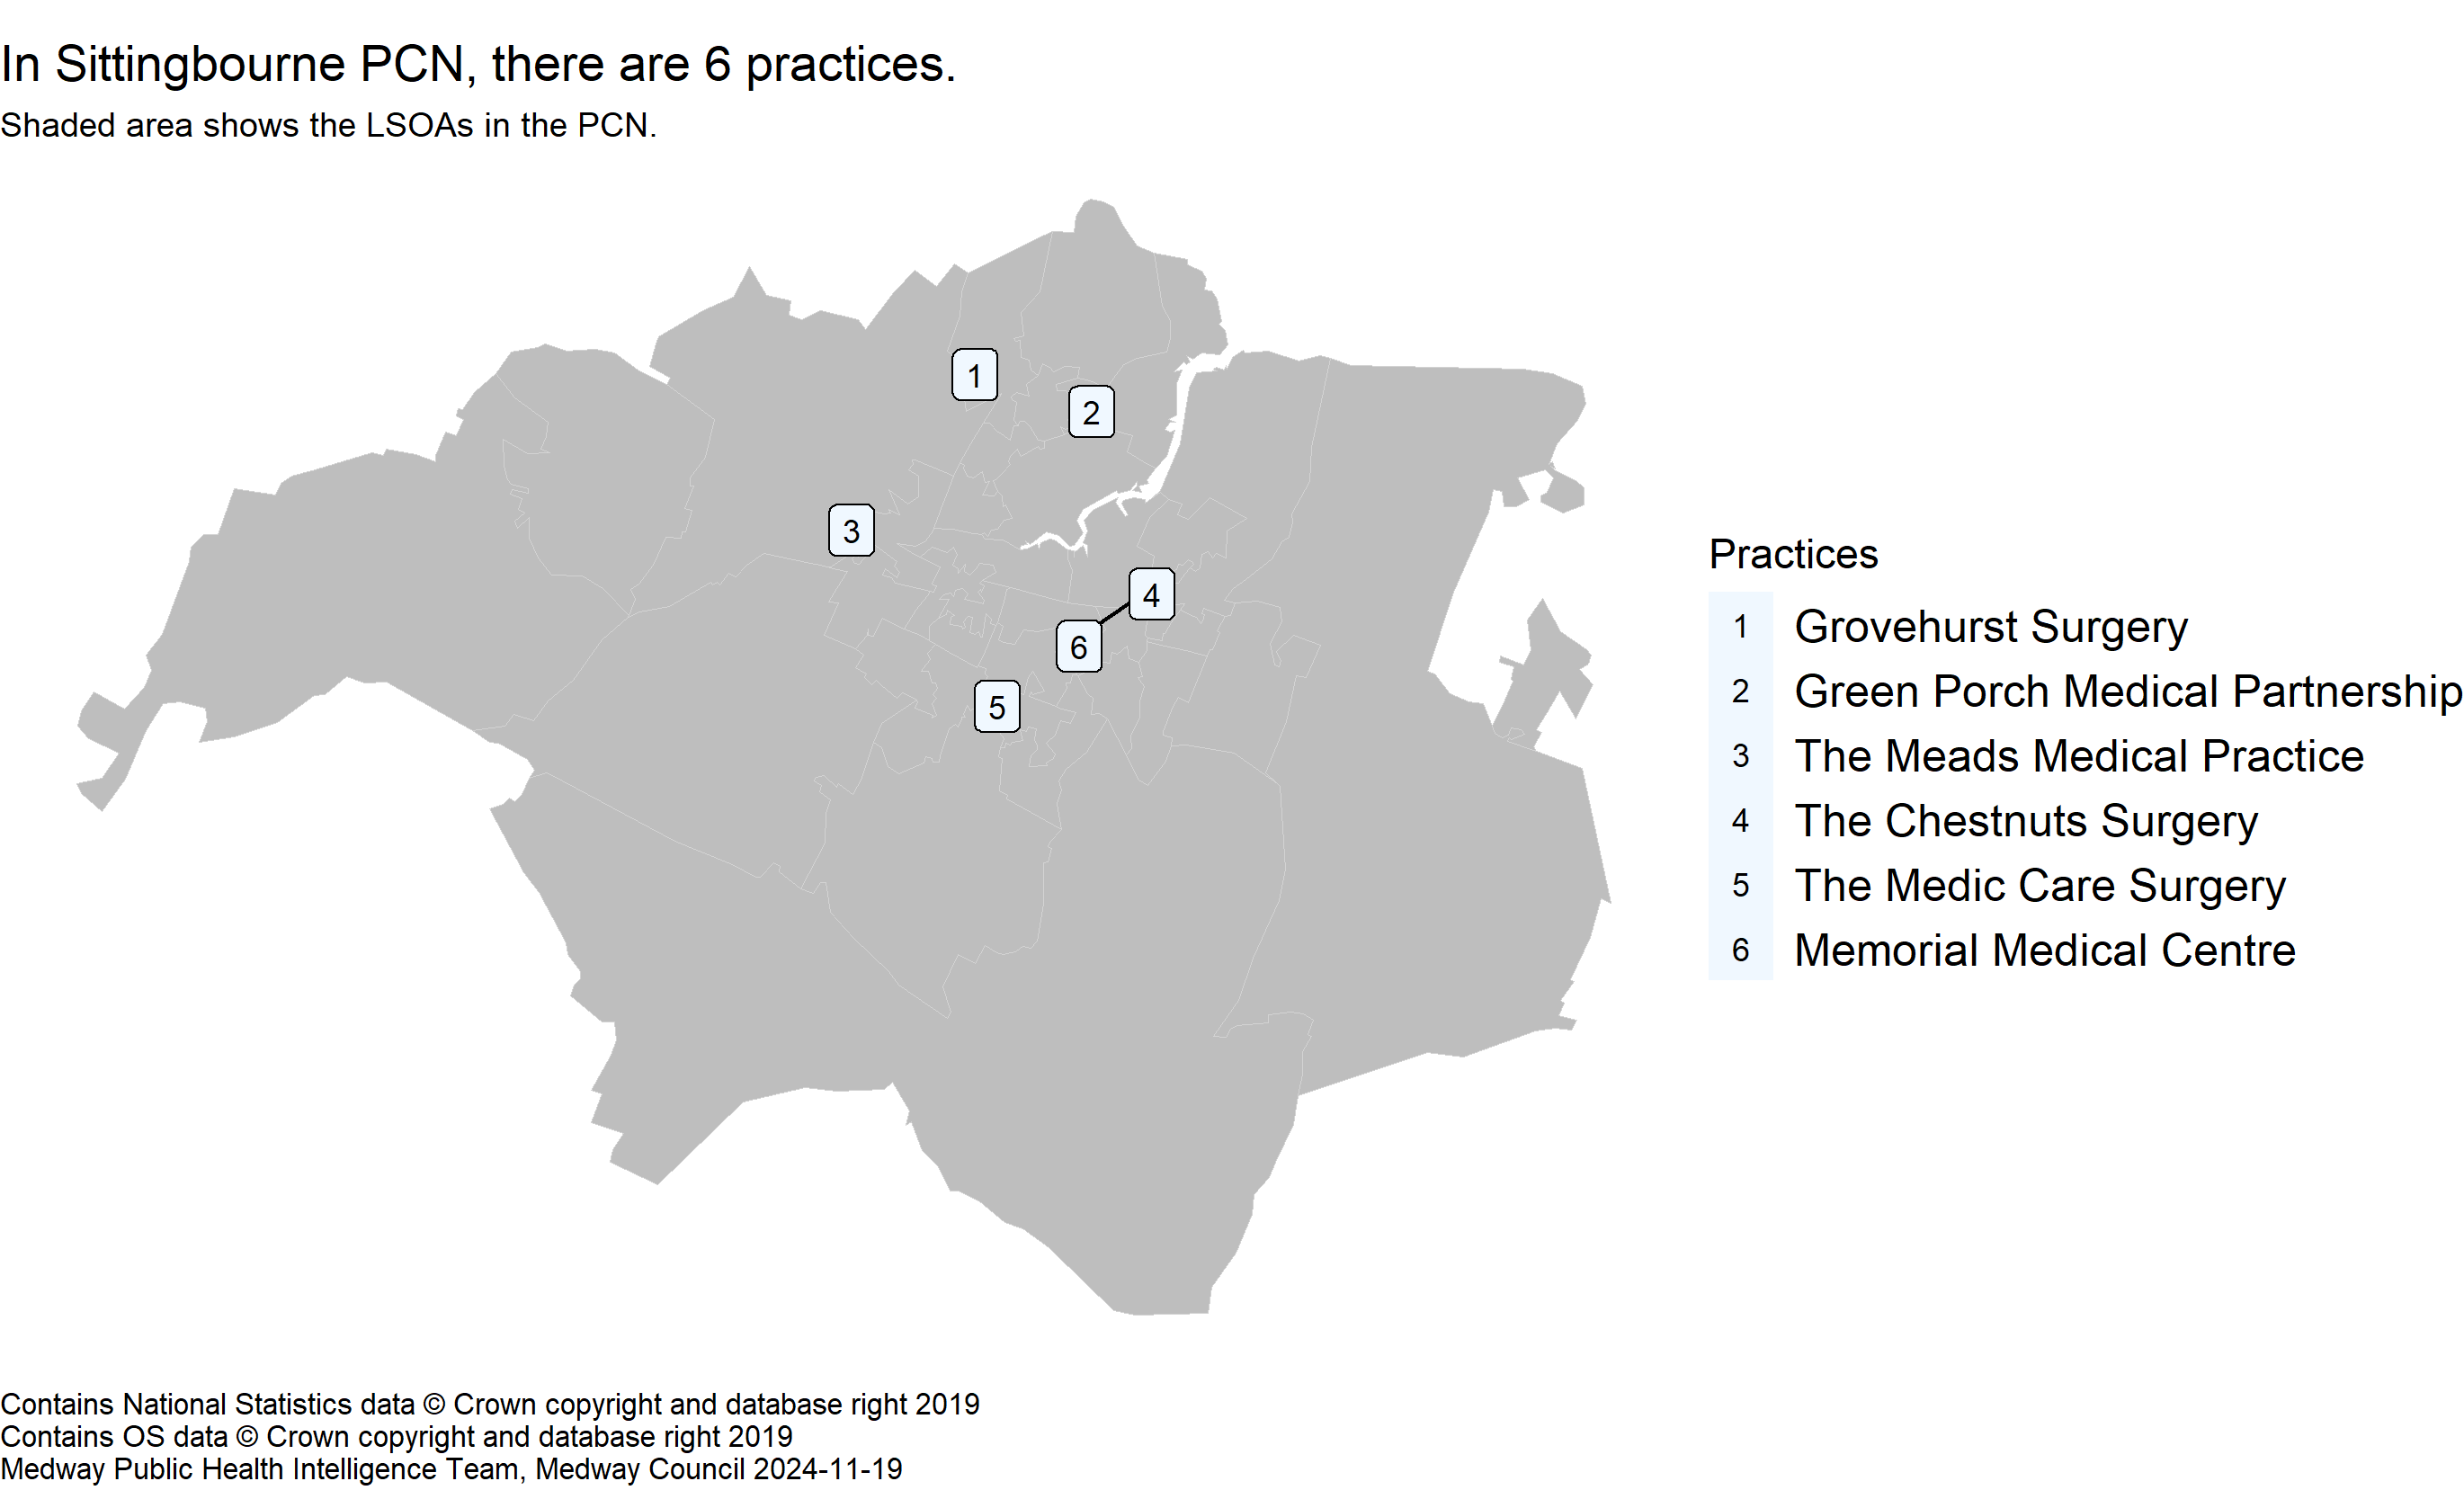 In Sittingbourne PCN, there are 6 practices.
Shaded area shows the LSOAs in the PCN.
1
2
3
4
6
5
Practices
1 Grovehurst Surgery
2 Green Porch Medical Partnership
3 The Meads Medical Practice
4 The Chestnuts Surgery
5 The Medic Care Surgery
6 Memorial Medical Centre
Contains National Statistics data © Crown copyright and database right 2019
Contains OS data © Crown copyright and database right 2019
Medway Public Health Intelligence Team, Medway Council 2024-11-19